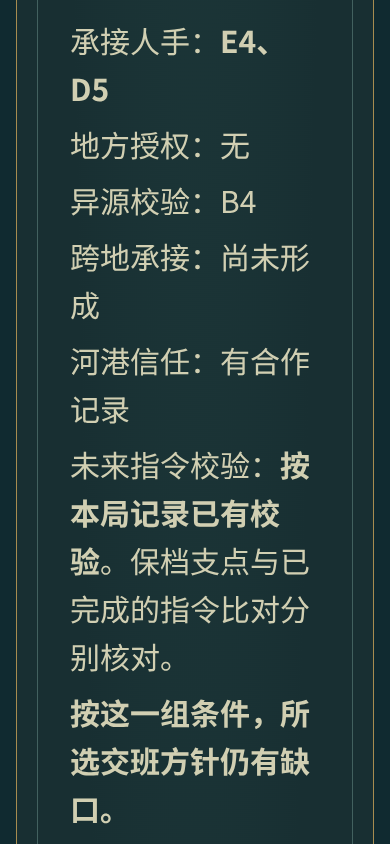 承接人手：E4、
D5
地方授权：无
异源校验：B4
跨地承接：尚未形
成
河港信任：有合作
记录
未来指令校验：按
本局记录已有校
验。保档支点与已
完成的指令比对分
别核对。
按这一组条件，所
选交班方针仍有缺
口。